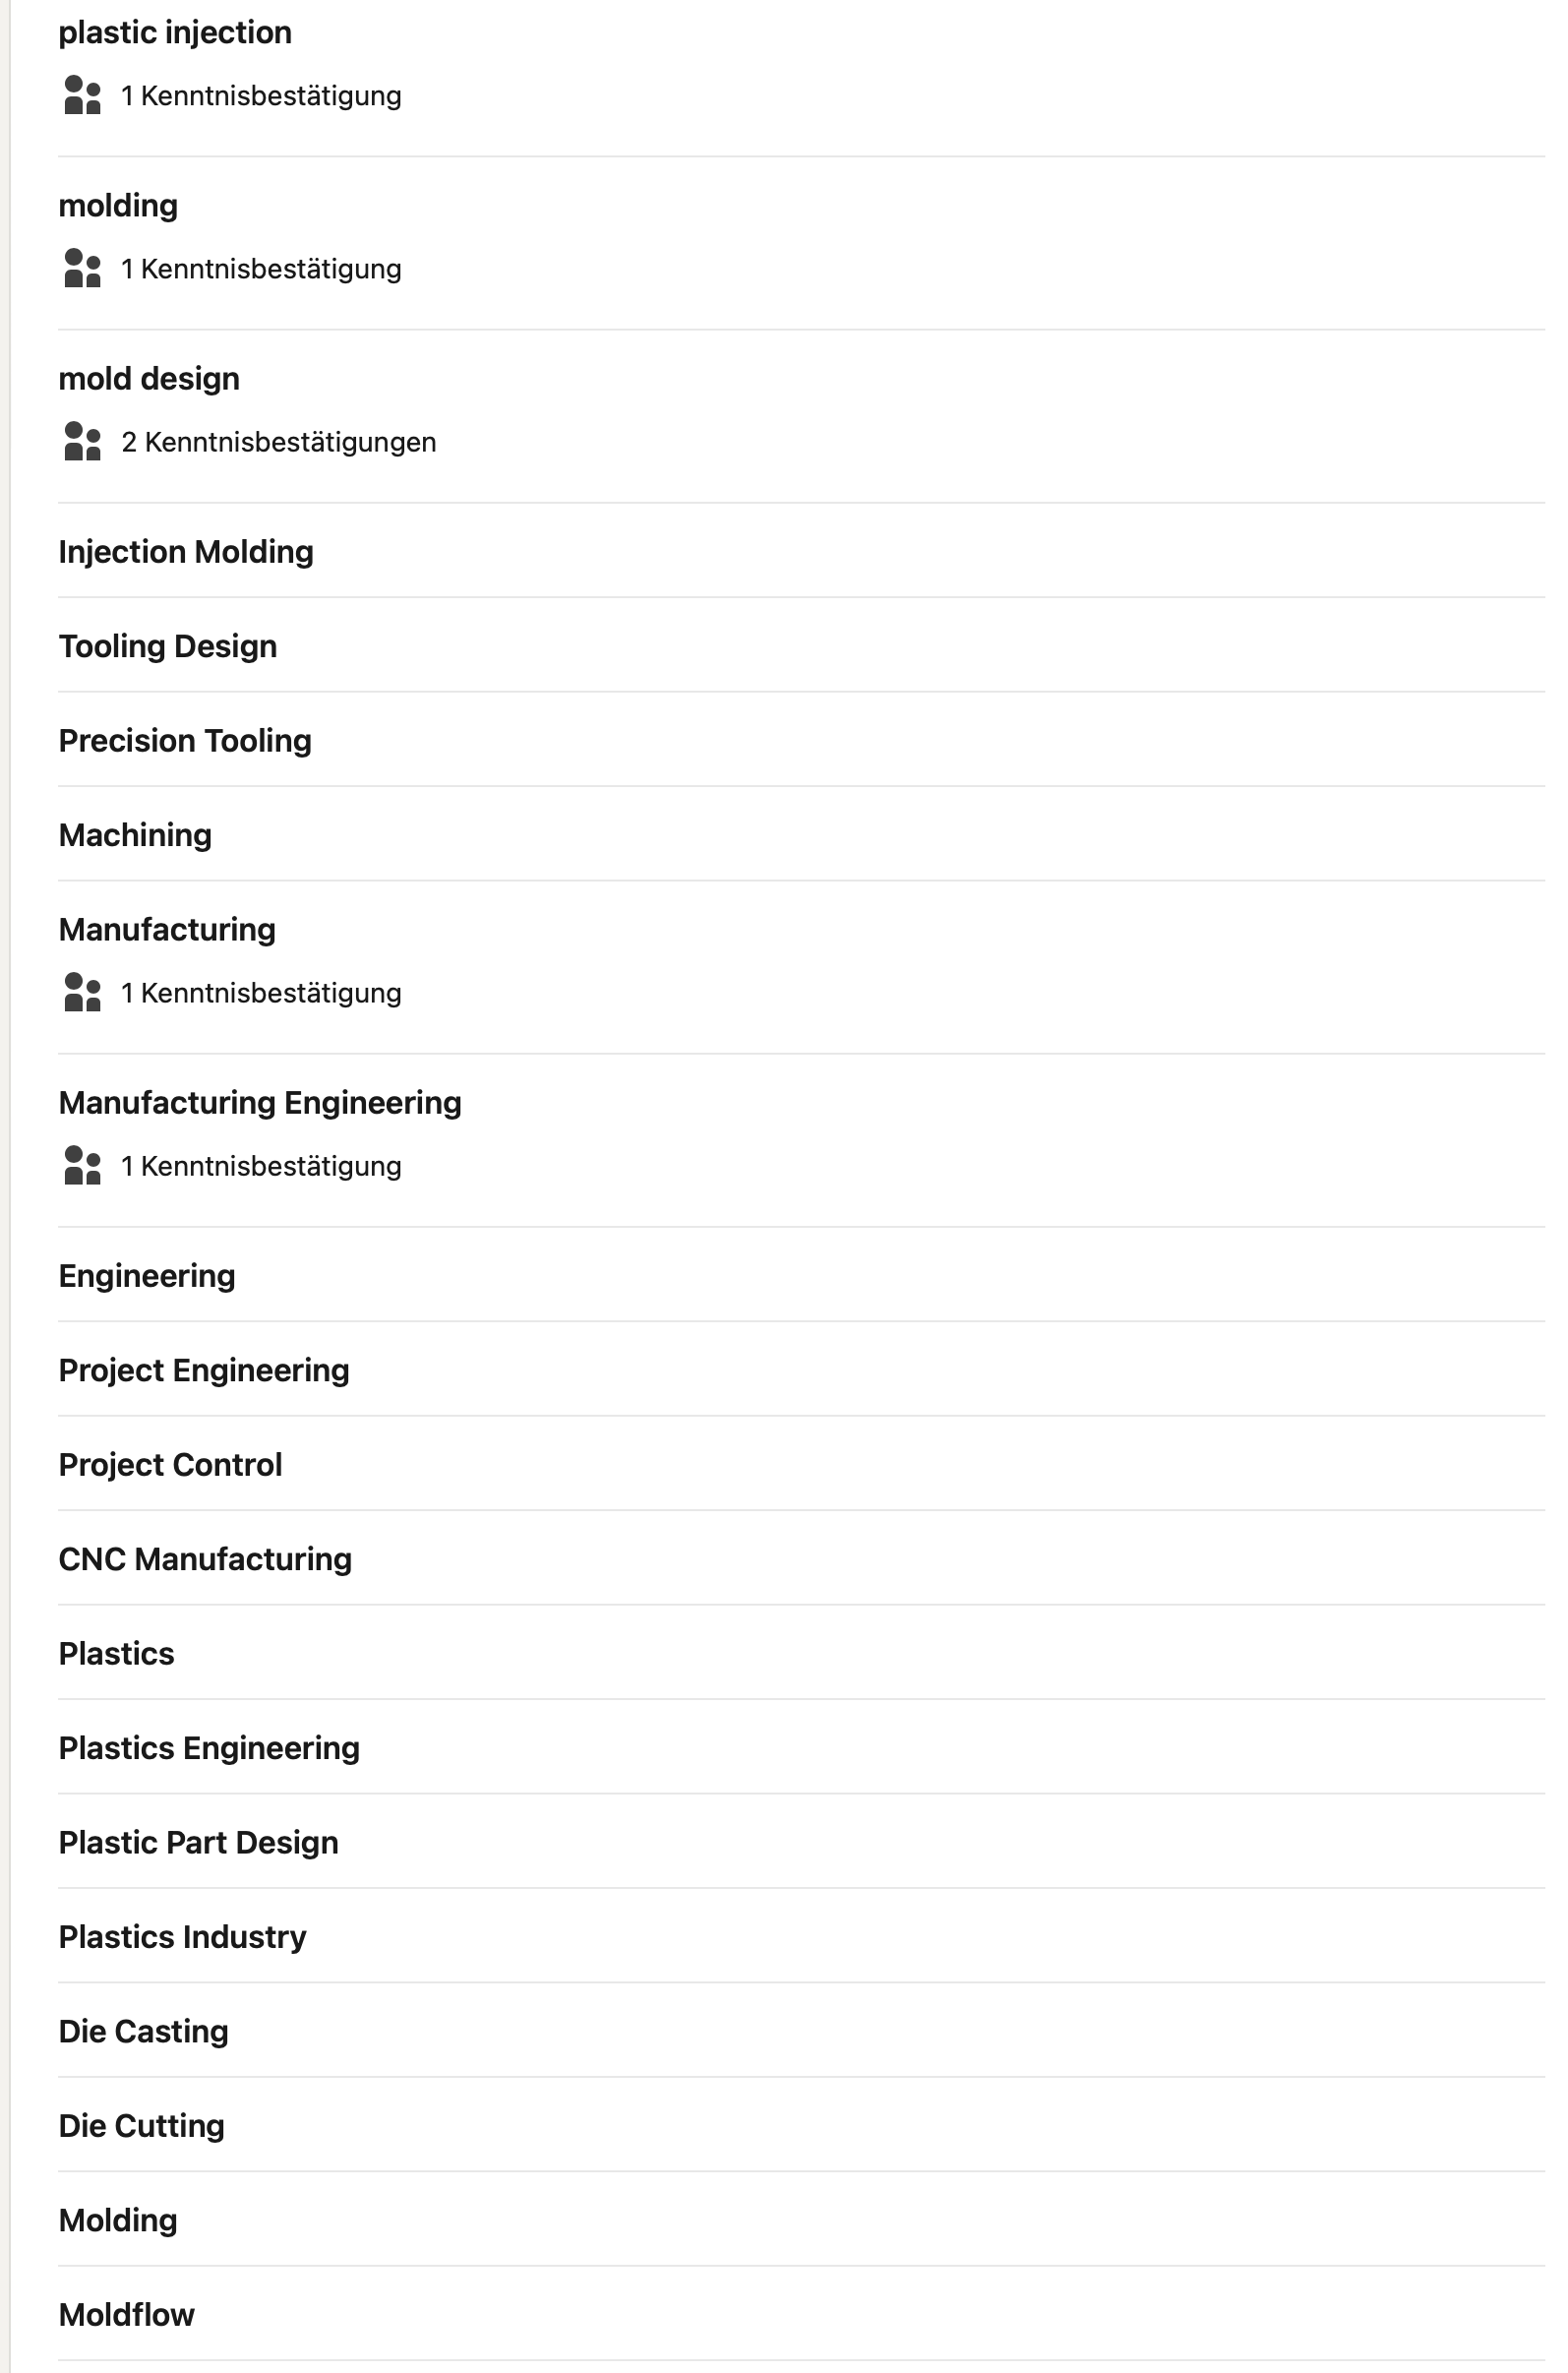 plastic injection
1 Kenntnisbestätigung
molding
1 Kenntnisbestätigung
mold design
2 Kenntnisbestätigungen
Injection Molding
Tooling Design
Precision Tooling
Machining
Manufacturing
1 Kenntnisbestätigung
Manufacturing Engineering
1 Kenntnisbestätigung
Engineering
Project Engineering
Project Control
CNC Manufacturing
Plastics
Plastics Engineering
Plastic Part Design
Plastics Industry
Die Casting
Die Cutting
Molding
Moldflow